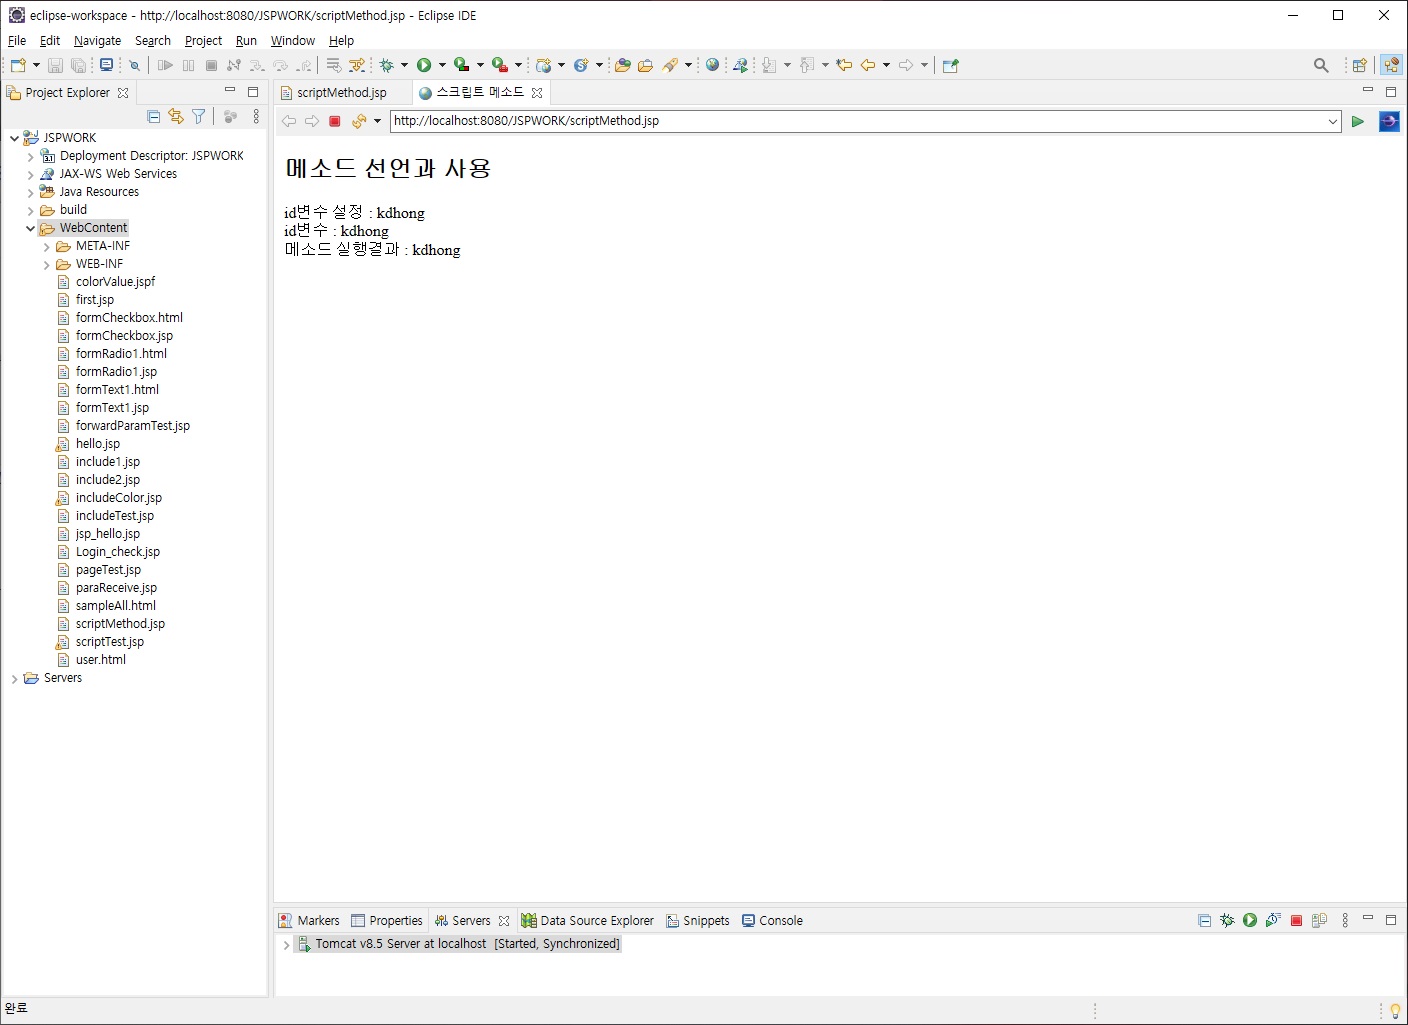 eclipse-workspace - http://localhost:8080/JSPWORK/scriptMethod.jsp - Eclipse IDE
File Edit Navigate Search Project Run Window Help
Project Explorer
JSPWORK
Deployment Descriptor: JSPWORK
JAX-WS Web Services
Java Resources
build
WebContent
META-INF
WEB-INF
colorValue.jspf
first.jsp
formCheckbox.html
formCheckbox.jsp
formRadio1.html
formRadio1.jsp
formText1.html
formText1.jsp
forwardParamTest.jsp
hello.jsp
include1.jsp
include2.jsp
includeColor.jsp
includeTest.jsp
jsp_hello.jsp
Login_check.jsp
pageTest.jsp
paraReceive.jsp
sampleAll.html
scriptMethod.jsp
scriptTest.jsp
user.html
Servers
scriptMethod.jsp 스크립트 메소드
http://localhost:8080/JSPWORK/scriptMethod.jsp
메소드 선언과 사용
id변수 설정 : kdhong
id변수 : kdhong
메소드 실행결과 : kdhong
Markers Properties Servers Data Source Explorer Snippets Console
Tomcat v8.5 Server at localhost [Started, Synchronized]
완료